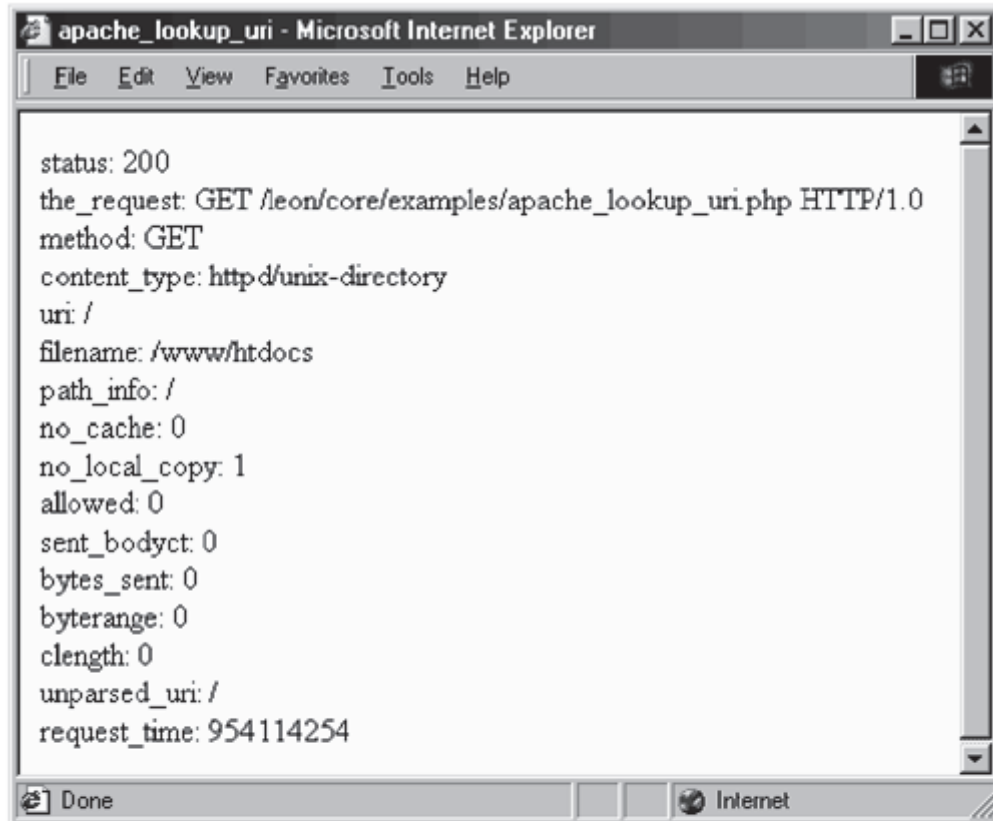 apache_lookup_uri - Microsoft Internet Explorer
File Edit View Favorites Tools Help
status: 200
the_request: GET /leon/core/examples/apache_lookup_uri.php HTTP/1.0
method: GET
content_type: httpd/unix-directory
uri: /
filename: /www/htdocs
path_info: /
no_cache: 0
no_local_copy: 1
allowed: 0
sent_bodyct: 0
bytes_sent: 0
byterange: 0
clength: 0
unparsed_uri: /
request_time: 954114254
Done Internet